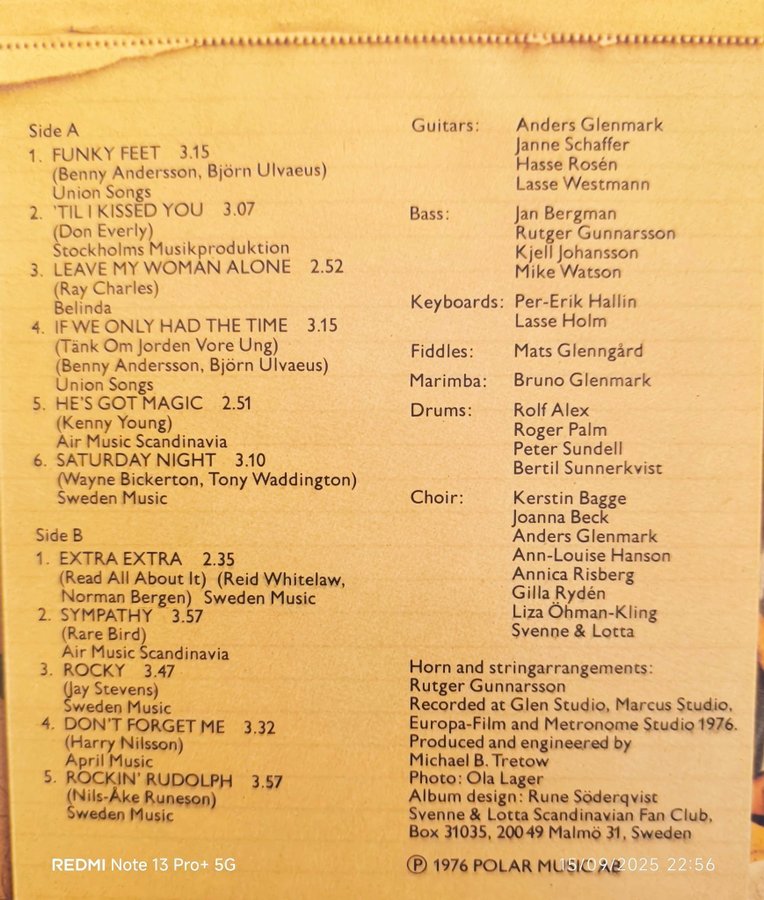 Side A
1. FUNKY FEET 3.15
(Benny Andersson, Björn Ulvaeus)
Union Songs
2. 'TIL I KISSED YOU 3.07
(Don Everly)
Stockholms Musikproduktion
3. LEAVE MY WOMAN ALONE 2.52
(Ray Charles)
Belinda
4. IF WE ONLY HAD THE TIME 3.15
(Tänk Om Jorden Vore Ung)
(Benny Andersson, Björn Ulvaeus)
Union Songs
5. HE'S GOT MAGIC 2.51
(Kenny Young)
Air Music Scandinavia
6. SATURDAY NIGHT 3.10
(Wayne Bickerton, Tony Waddington)
Sweden Music
Side B
1. EXTRA EXTRA 2.35
(Read All About It) (Reid Whitelaw,
Norman Bergen) Sweden Music
2. SYMPATHY 3.57
(Rare Bird)
Air Music Scandinavia
3. ROCKY 3.47
(Jay Stevens)
Sweden Music
4. DON'T FORGET ME 3.32
(Harry Nilsson)
April Music
5. ROCKIN' RUDOLPH 3.57
(Nils-Åke Runeson)
Sweden Music
Guitars: Anders Glenmark
Janne Schaffer
Hasse Rosén
Lasse Westmann
Bass: Jan Bergman
Rutger Gunnarsson
Kjell Johansson
Mike Watson
Keyboards: Per-Erik Hallin
Lasse Holm
Fiddles: Mats Glenngård
Marimba: Bruno Glenmark
Drums: Rolf Alex
Roger Palm
Peter Sundell
Bertil Sunnerkvist
Choir: Kerstin Bagge
Joanna Beck
Anders Glenmark
Ann-Louise Hanson
Annica Risberg
Gilla Rydén
Liza Öhman-Kling
Svenne & Lotta
Horn and stringarrangements:
Rutger Gunnarsson
Recorded at Glen Studio, Marcus Studio,
Europa-Film and Metronome Studio 1976.
Produced and engineered by
Michael B. Tretow
Photo: Ola Lager
Album design: Rune Söderqvist
Svenne & Lotta Scandinavian Fan Club,
Box 31035, 200 49 Malmö 31, Sweden
Ⓟ 1976 POLAR MUSIC AB
REDMI Note 13 Pro+ 5G
15/09/2025 22:56